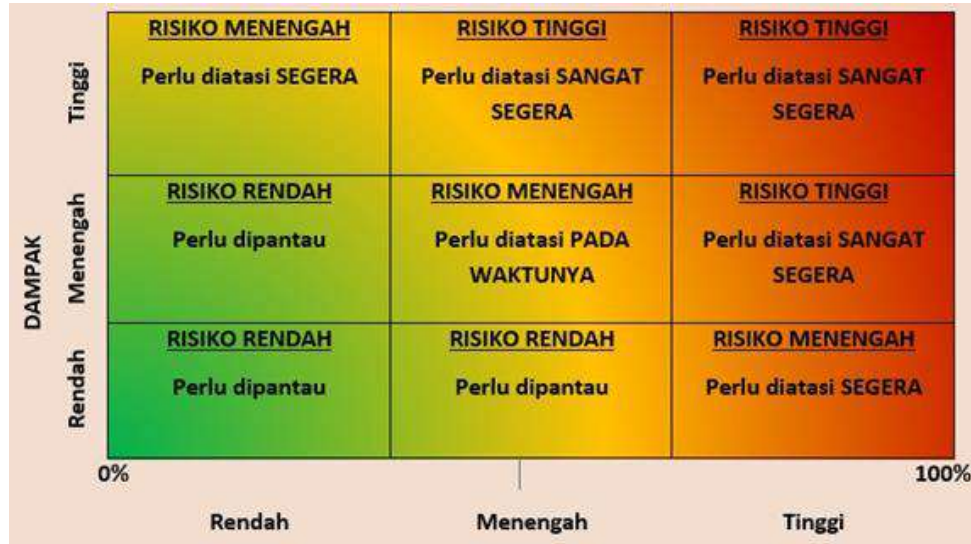 RISIKO MENENGAH
Perlu diatasi SEGERA
RISIKO TINGGI
Perlu diatasi SANGAT
SEGERA
RISIKO TINGGI
Perlu diatasi SANGAT
SEGERA
Tinggi
RISIKO RENDAH
Perlu dipantau
RISIKO MENENGAH
Perlu diatasi PADA
WAKTUNYA
RISIKO TINGGI
Perlu diatasi SANGAT
SEGERA
Menengah
DAMPAK
RISIKO RENDAH
Perlu dipantau
RISIKO RENDAH
Perlu dipantau
RISIKO MENENGAH
Perlu diatasi SEGERA
Rendah
0%
100%
Rendah
Menengah
Tinggi